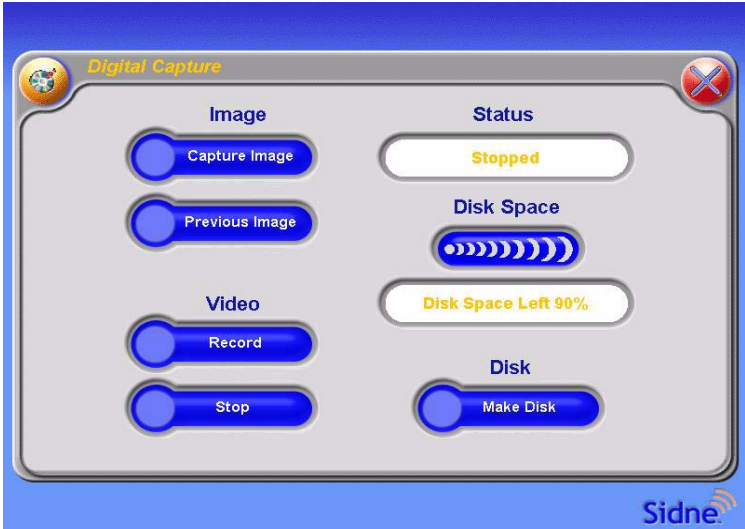 Digital Capture
Image
Capture Image
Previous Image
Video
Record
Stop
Status
Stopped
Disk Space
Disk Space Left 90%
Disk
Make Disk
Sidne